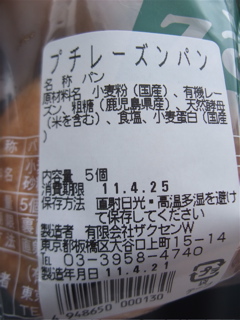 プチレーズンパン
名 称 パン
原材料名 小麦粉(国産)、有機レー
ズン、粗糖(鹿児島県産)、天然酵母
(米を含む)、食塩、小麦蛋白(国産
)
内容量 5個
消費期限 11.4.25
保存方法 直射日光・高温多湿を避け
て保存してください
製造者 有限会社ザクセンW
東京都板橋区大谷口上町15-14
☎ 03-3958-4740
製造年月日 11.4.21
4948650000130